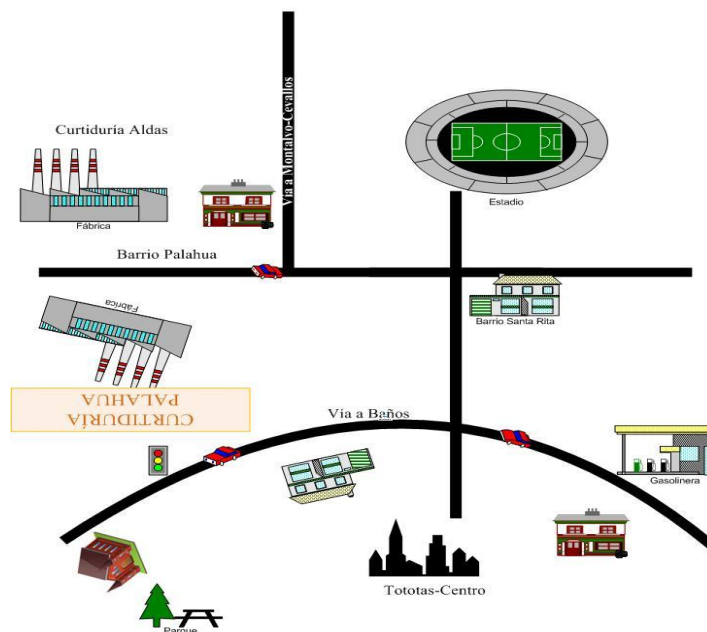 Vía a Montalvo-Cevallos
Curtiduría Aldas
Fábrica
Estadio
Barrio Palahua
Fábrica
Barrio Santa Rita
CURTIDURÍA
PALAHUA
Vía a Baños
Gasolinera
Tototas-Centro
Parque